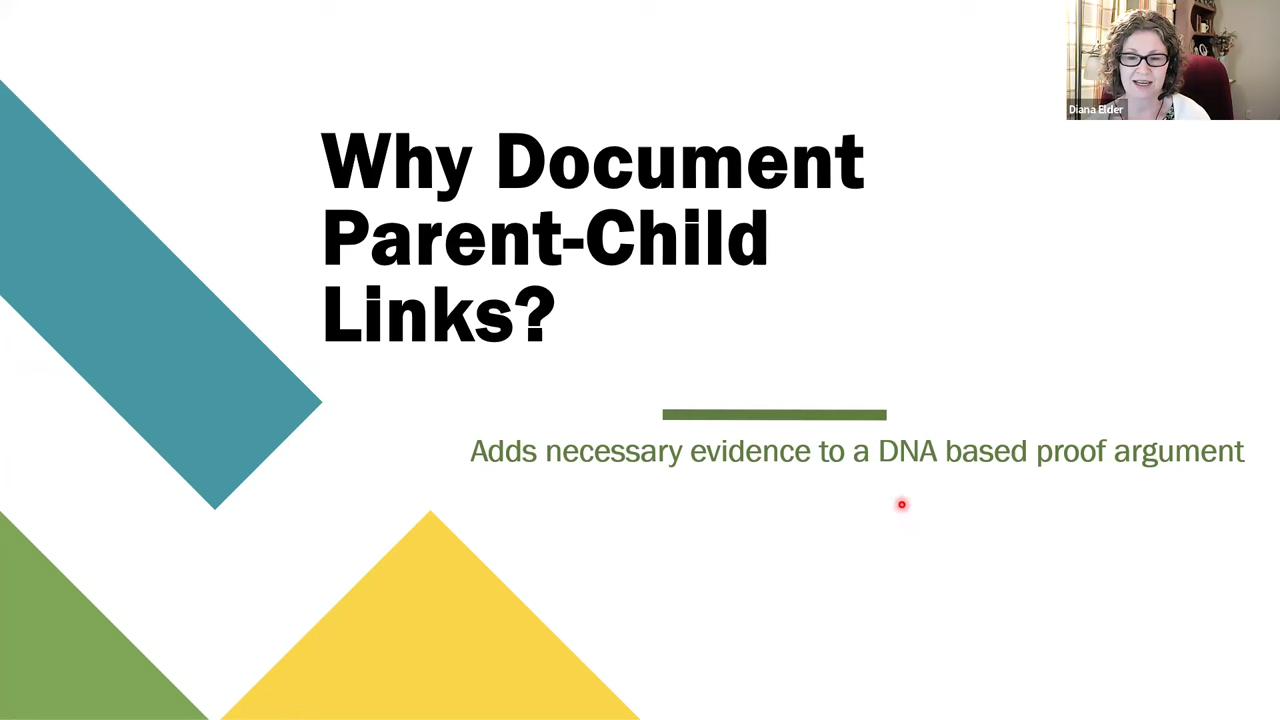 Diana Elder
Why Document
Parent-Child
Links?
Adds necessary evidence to a DNA based proof argument